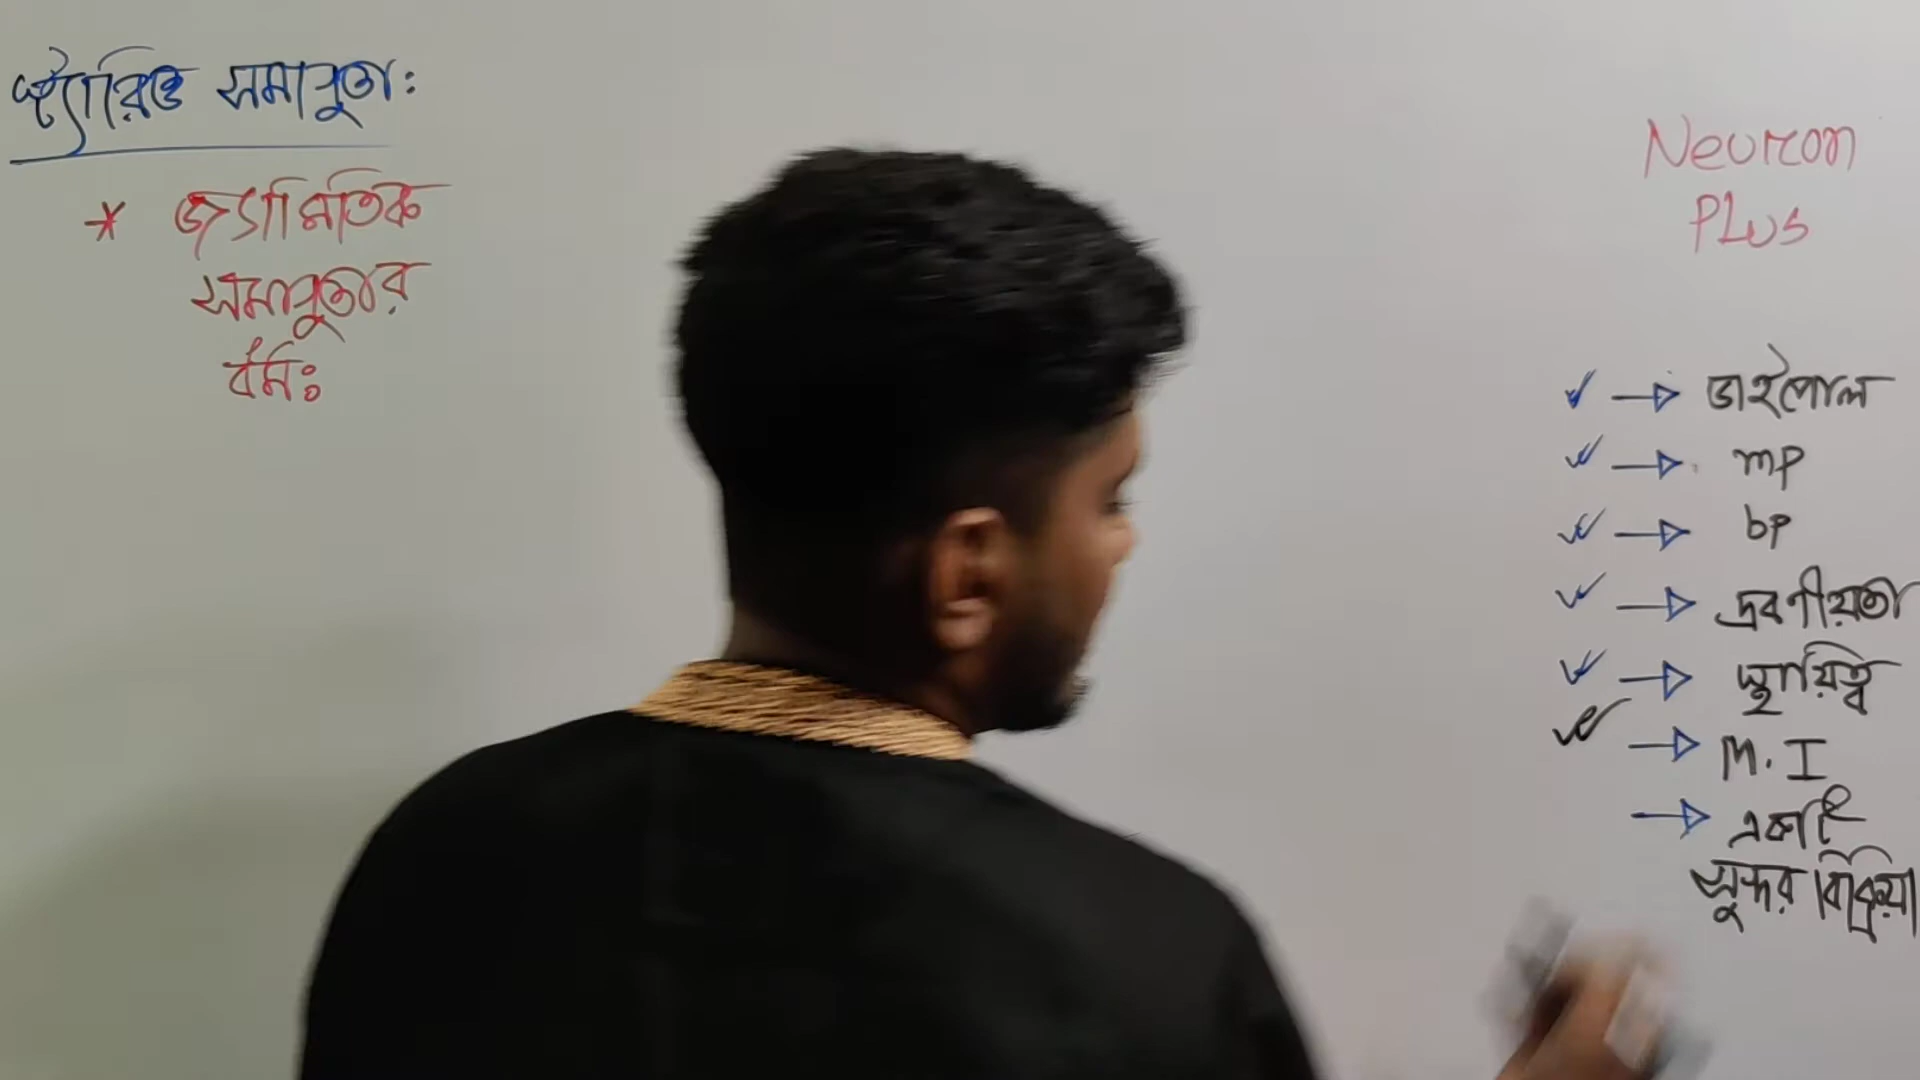 স্টেরিও সমাণুতা:
* জ্যামিতিক
সমাণুতার
ধর্ম:
Neuron
Plus
→ ডাইপোল
→ mp
→ bp
→ দ্রবণীয়তা
→ স্থায়িত্ব
→ M.I
→ একটি
সুন্দর বিক্রিয়া